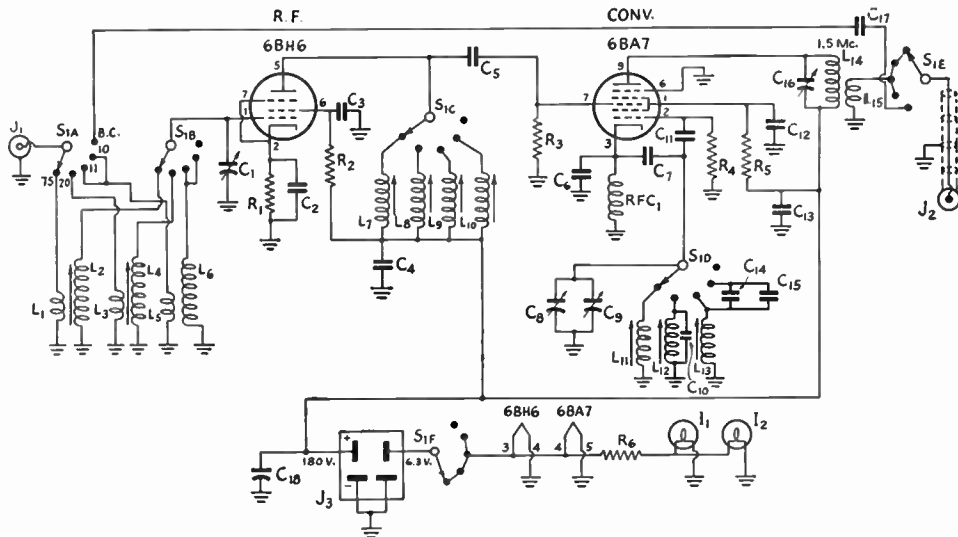 R.F. CONV.
C17
6BH6 6BA7
1.5 Mc.
L14
S1E
C5
C16
L15
5
7
1
6
2
C3
9
7
6
1
2
3
J1
S1A
B.C.
10
11
75 20
S1B
S1C
C1
R1
C2
R2
R3
C11
R4
R5
C12
C6
C7
RFC1
C13
J2
L7 L8 L9 L10
C4
L1 L2 L3 L4 L5 L6
S1D
C14
C15
C8 C9
L11 L12 L13
C10
6BH6 6BA7
I1 I2
S1F
3 4 4 5
R6
+
180 V. 6.3 V.
-
C18
J3